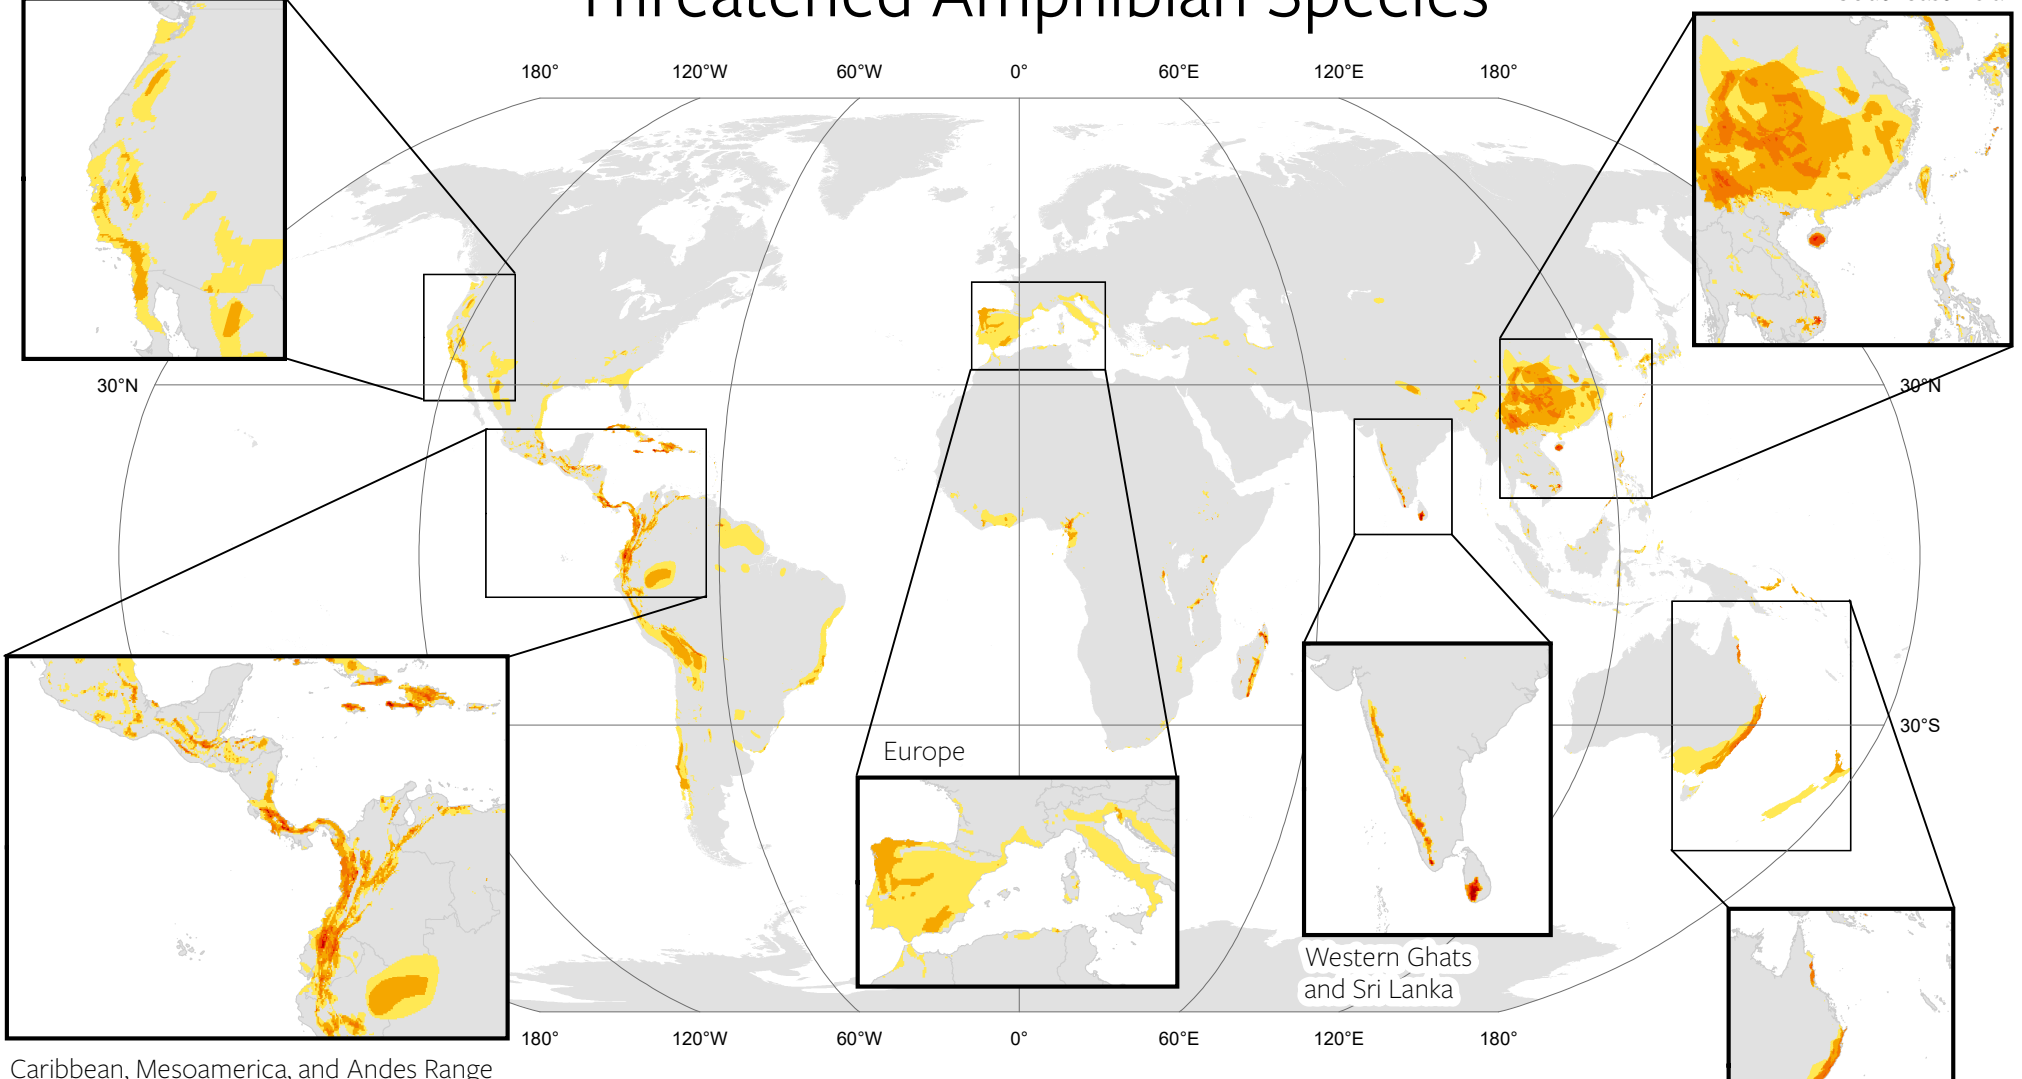 Threatened Amphibian Species
180° 120°W 60°W 0° 60°E 120°E 180°
30°N 30°N
30°S
Europe
Western Ghats
and Sri Lanka
180° 120°W 60°W 0° 60°E 120°E 180°
Caribbean, Mesoamerica, and Andes Range